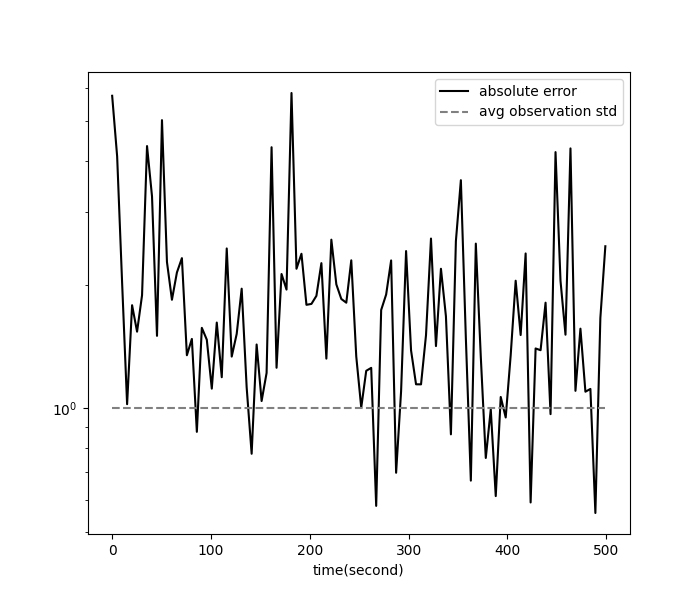 absolute error
avg observation std
10⁰
0 100 200 300 400 500
time(second)